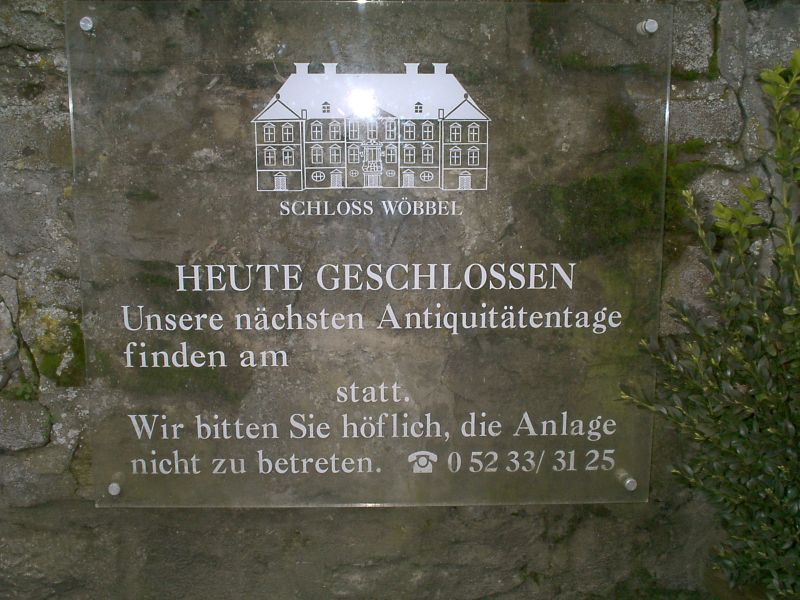 SCHLOSS WÖBBEL
HEUTE GESCHLOSSEN
Unsere nächsten Antiquitätentage
finden am
statt.
Wir bitten Sie höflich, die Anlage
nicht zu betreten. ☎ 0 52 33/ 31 25